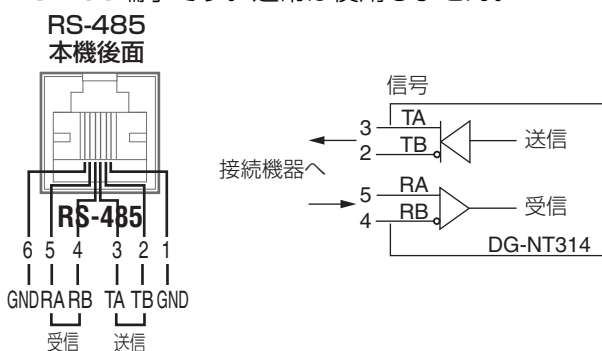 RS-485
本機後面
RS-485
6 5 4 3 2 1
GND RA RB TA TB GND
受信 送信
信号
3 TA
2 TB
送信
接続機器へ
5 RA
4 RB
受信
DG-NT314